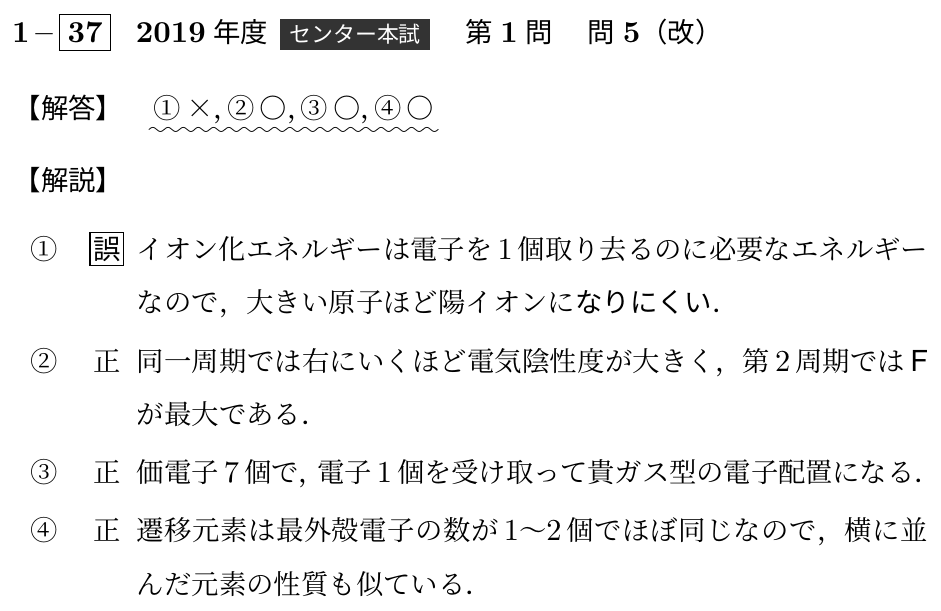 1－37 2019 年度 センター本試 第 1 問 問 5（改）
【解答】 ①×,②○,③○,④○
【解説】
① 誤 イオン化エネルギーは電子を1個取り去るのに必要なエネルギー
なので，大きい原子ほど陽イオンになりにくい．
② 正 同一周期では右にいくほど電気陰性度が大きく，第2周期ではF
が最大である．
③ 正 価電子7個で, 電子1個を受け取って貴ガス型の電子配置になる．
④ 正 遷移元素は最外殻電子の数が1〜2個でほぼ同じなので，横に並
んだ元素の性質も似ている．